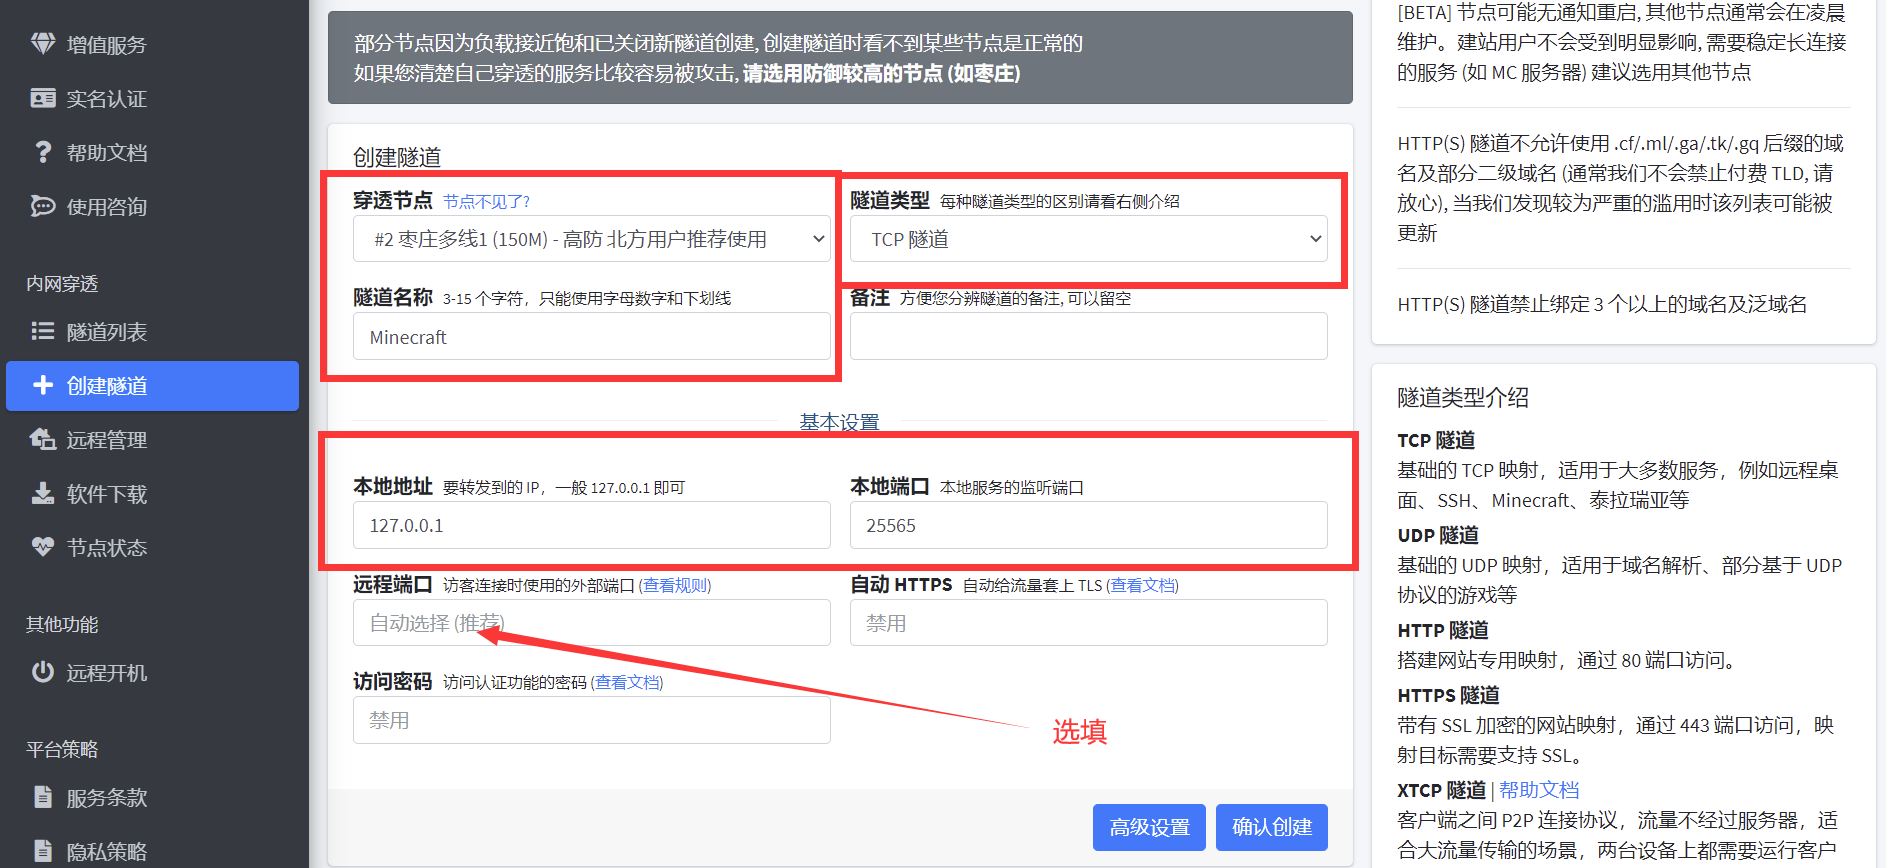 增值服务
实名认证
帮助文档
使用咨询
内网穿透
隧道列表
创建隧道
远程管理
软件下载
节点状态
其他功能
远程开机
平台策略
服务条款
隐私策略
部分节点因为负载接近饱和已关闭新隧道创建, 创建隧道时看不到某些节点是正常的
如果您清楚自己穿透的服务比较容易被攻击, 请选用防御较高的节点 (如枣庄)
创建隧道
穿透节点 节点不见了?
#2 枣庄多线1 (150M) - 高防 北方用户推荐使用
隧道类型 每种隧道类型的区别请看右侧介绍
TCP 隧道
隧道名称 3-15 个字符，只能使用字母数字和下划线
Minecraft
备注 方便您分辨隧道的备注, 可以留空
基本设置
本地地址 要转发到的 IP，一般 127.0.0.1 即可
127.0.0.1
本地端口 本地服务的监听端口
25565
远程端口 访客连接时使用的外部端口 (查看规则)
自动选择 (推荐)
自动 HTTPS 自动给流量套上 TLS (查看文档)
禁用
访问密码 访问认证功能的密码 (查看文档)
禁用
选填
高级设置
确认创建
[BETA] 节点可能无通知重启, 其他节点通常会在凌晨
维护。建站用户不会受到明显影响, 需要稳定长连接
的服务 (如 MC 服务器) 建议选用其他节点
HTTP(S) 隧道不允许使用 .cf/.ml/.ga/.tk/.gq 后缀的域
名及部分二级域名 (通常我们不会禁止付费 TLD, 请
放心), 当我们发现较为严重的滥用时该列表可能被
更新
HTTP(S) 隧道禁止绑定 3 个以上的域名及泛域名
隧道类型介绍
TCP 隧道
基础的 TCP 映射，适用于大多数服务，例如远程桌
面、SSH、Minecraft、泰拉瑞亚等
UDP 隧道
基础的 UDP 映射，适用于域名解析、部分基于 UDP
协议的游戏等
HTTP 隧道
搭建网站专用映射，通过 80 端口访问。
HTTPS 隧道
带有 SSL 加密的网站映射，通过 443 端口访问，映
射目标需要支持 SSL。
XTCP 隧道 | 帮助文档
客户端之间 P2P 连接协议，流量不经过服务器，适
合大流量传输的场景，两台设备上都需要运行客户